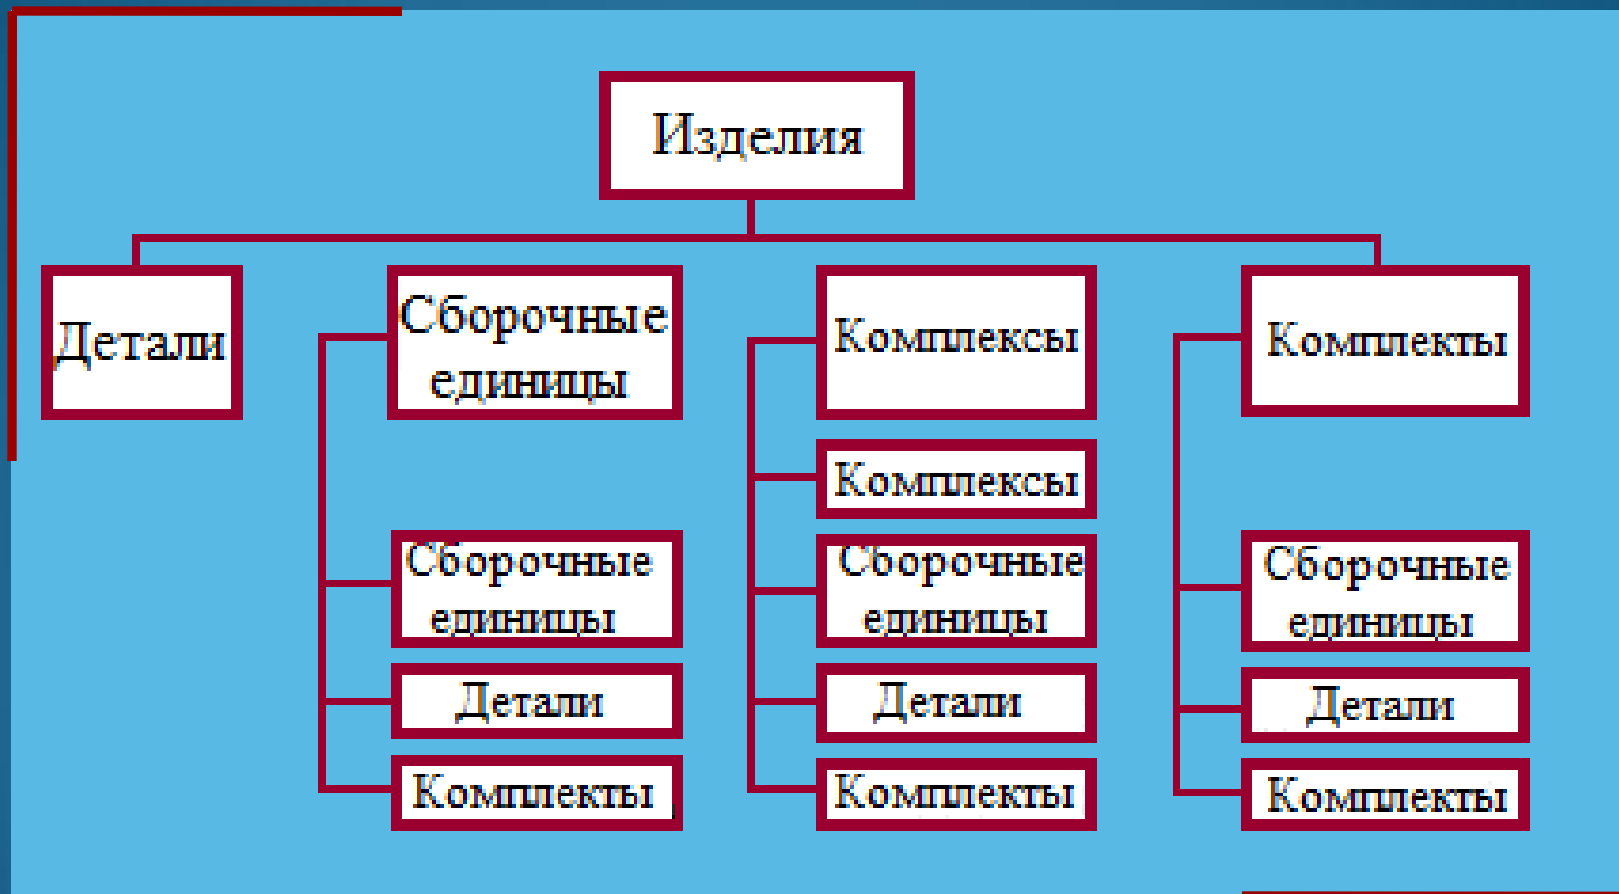 Изделия
Детали
Сборочные
единицы
Комплексы
Комплекты
Комплексы
Сборочные
единицы
Сборочные
единицы
Сборочные
единицы
Детали
Детали
Детали
Комплекты
Комплекты
Комплекты